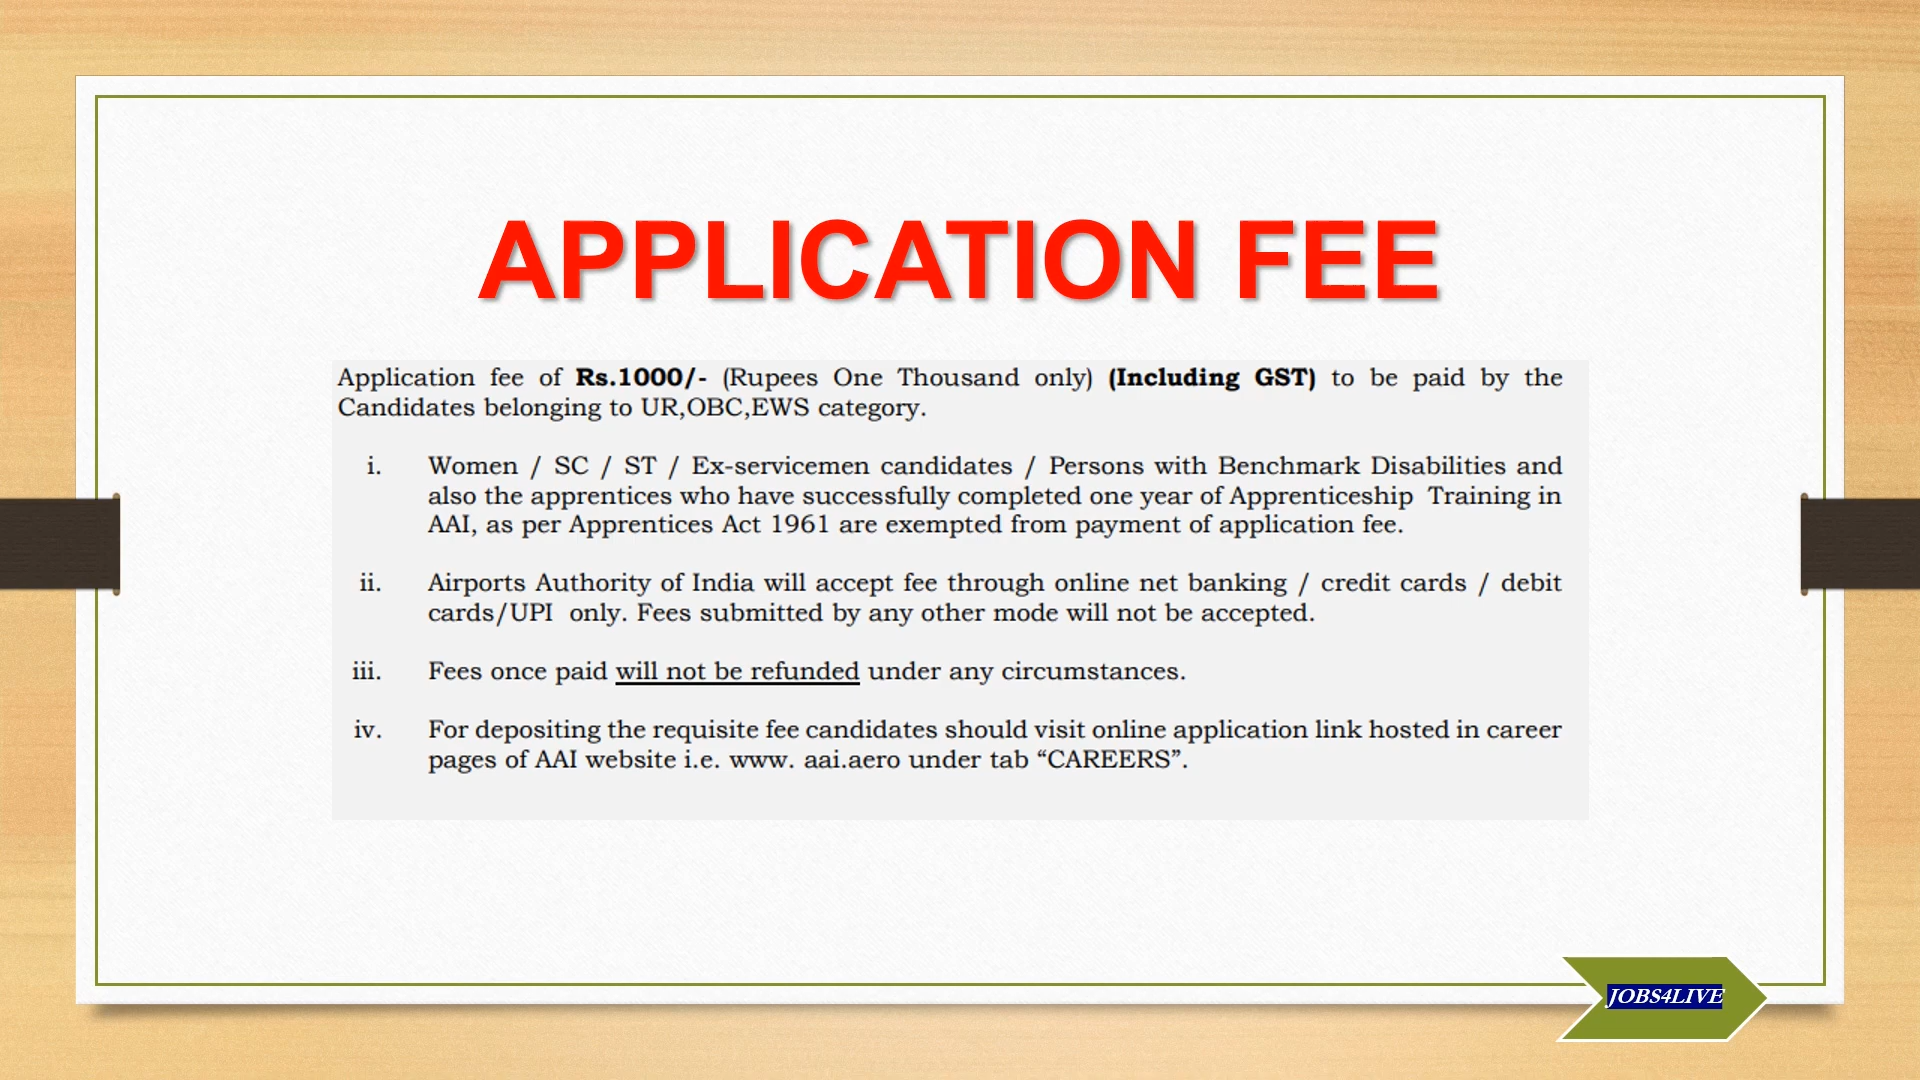 APPLICATION FEE
Application fee of Rs.1000/- (Rupees One Thousand only) (Including GST) to be paid by the
Candidates belonging to UR,OBC,EWS category.
i. Women / SC / ST / Ex-servicemen candidates / Persons with Benchmark Disabilities and
also the apprentices who have successfully completed one year of Apprenticeship Training in
AAI, as per Apprentices Act 1961 are exempted from payment of application fee.
ii. Airports Authority of India will accept fee through online net banking / credit cards / debit
cards/UPI only. Fees submitted by any other mode will not be accepted.
iii. Fees once paid will not be refunded under any circumstances.
iv. For depositing the requisite fee candidates should visit online application link hosted in career
pages of AAI website i.e. www. aai.aero under tab “CAREERS”.
JOBS4LIVE